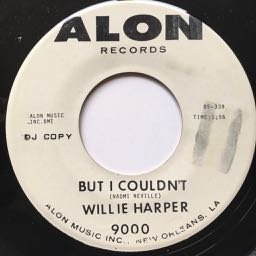 ALON
RECORDS
ALON MUSIC
.INC.BMI
65-339
TIME:1:56
DJ COPY
BUT I COULDN'T
(NAOMI NEVILLE)
WILLIE HARPER
9000
ALON MUSIC INC., NEW ORLEANS, LA